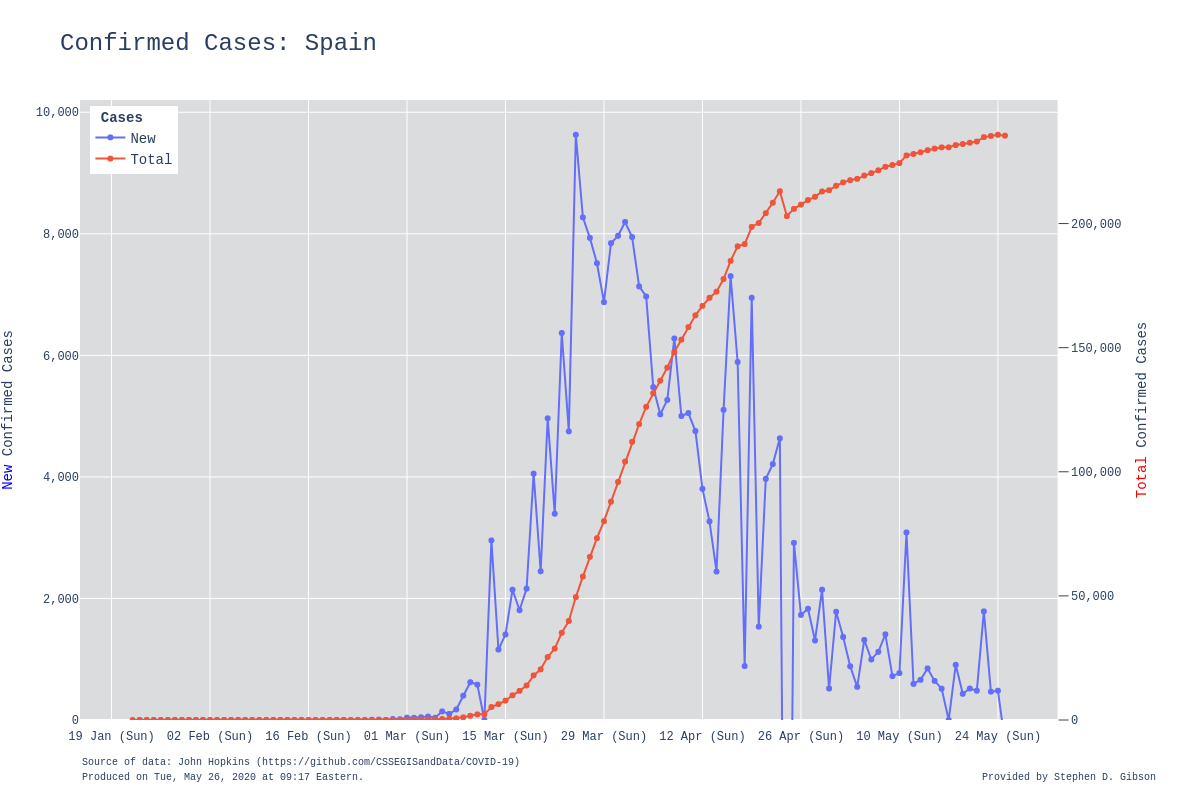 Confirmed Cases: Spain
Cases
New
Total
10,000
8,000
6,000
4,000
2,000
0
New Confirmed Cases
200,000
150,000
100,000
50,000
0
Total Confirmed Cases
19 Jan (Sun) 02 Feb (Sun) 16 Feb (Sun) 01 Mar (Sun) 15 Mar (Sun) 29 Mar (Sun) 12 Apr (Sun) 26 Apr (Sun) 10 May (Sun) 24 May (Sun)
Source of data: John Hopkins (https://github.com/CSSEGISandData/COVID-19)
Produced on Tue, May 26, 2020 at 09:17 Eastern.
Provided by Stephen D. Gibson